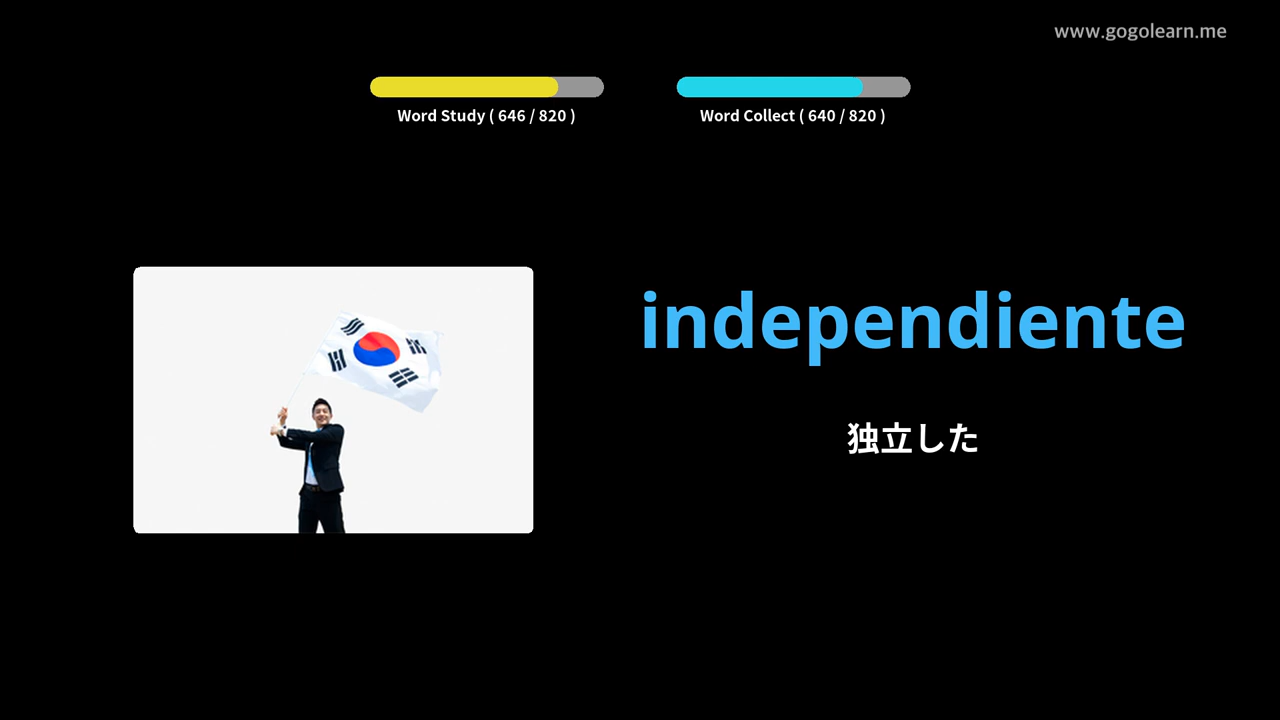 www.gogolearn.me
Word Study ( 646 / 820 )
Word Collect ( 640 / 820 )
independiente
独立した